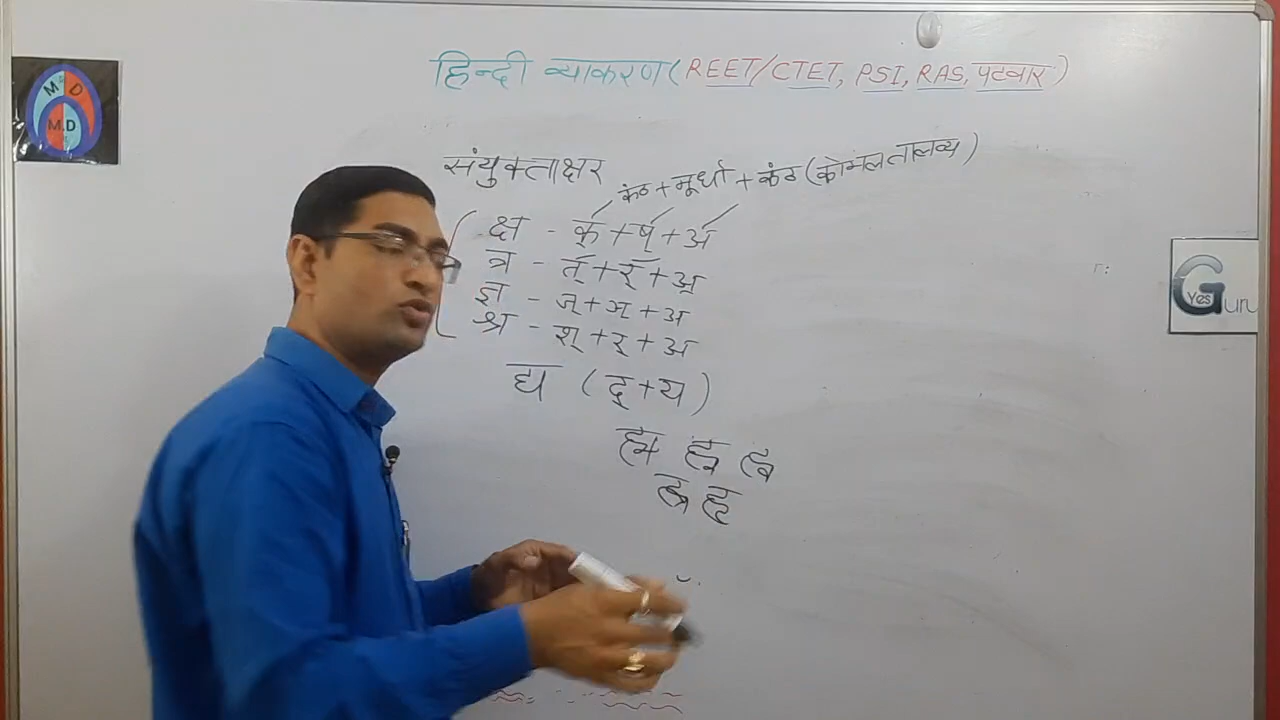 हिन्दी व्याकरण ( REET/CTET, PSI, RAS, पटवार )
M D
M.D
संयुक्ताक्षर
कंठ + मूर्धा + कंठ (कोमलतालव्य)
क्ष - क् + ष् + अ
त्र - त् + र् + अ
ज्ञ - ज् + ञ् + अ
श्र - श् + र् + अ
द्य ( द् + य )
ह्म ह्न ह्व
ह्र हृ
Yes Guru